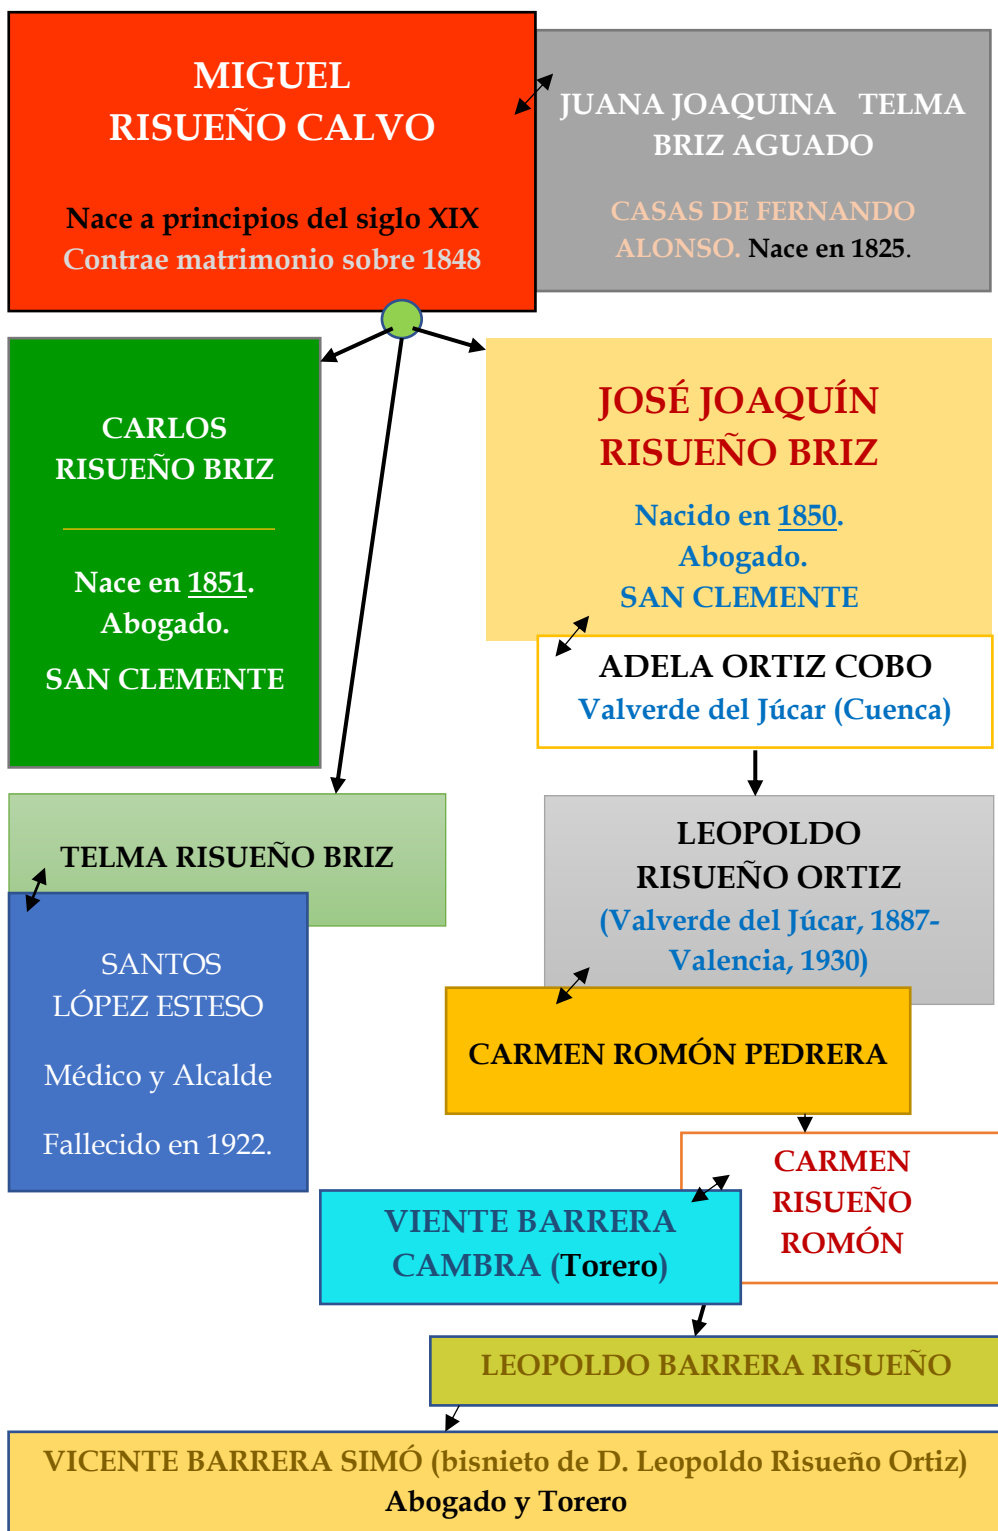 MIGUEL
RISUEÑO CALVO
Nace a principios del siglo XIX
Contrae matrimonio sobre 1848
JUANA JOAQUINA TELMA
BRIZ AGUADO
CASAS DE FERNANDO
ALONSO. Nace en 1825.
CARLOS
RISUEÑO BRIZ
Nace en 1851.
Abogado.
SAN CLEMENTE
JOSÉ JOAQUÍN
RISUEÑO BRIZ
Nacido en 1850.
Abogado.
SAN CLEMENTE
ADELA ORTIZ COBO
Valverde del Júcar (Cuenca)
TELMA RISUEÑO BRIZ
SANTOS
LÓPEZ ESTESO
Médico y Alcalde
Fallecido en 1922.
LEOPOLDO
RISUEÑO ORTIZ
(Valverde del Júcar, 1887-
Valencia, 1930)
CARMEN ROMÓN PEDRERA
CARMEN
RISUEÑO
ROMÓN
VIENTE BARRERA
CAMBRA (Torero)
LEOPOLDO BARRERA RISUEÑO
VICENTE BARRERA SIMÓ (bisnieto de D. Leopoldo Risueño Ortiz)
Abogado y Torero